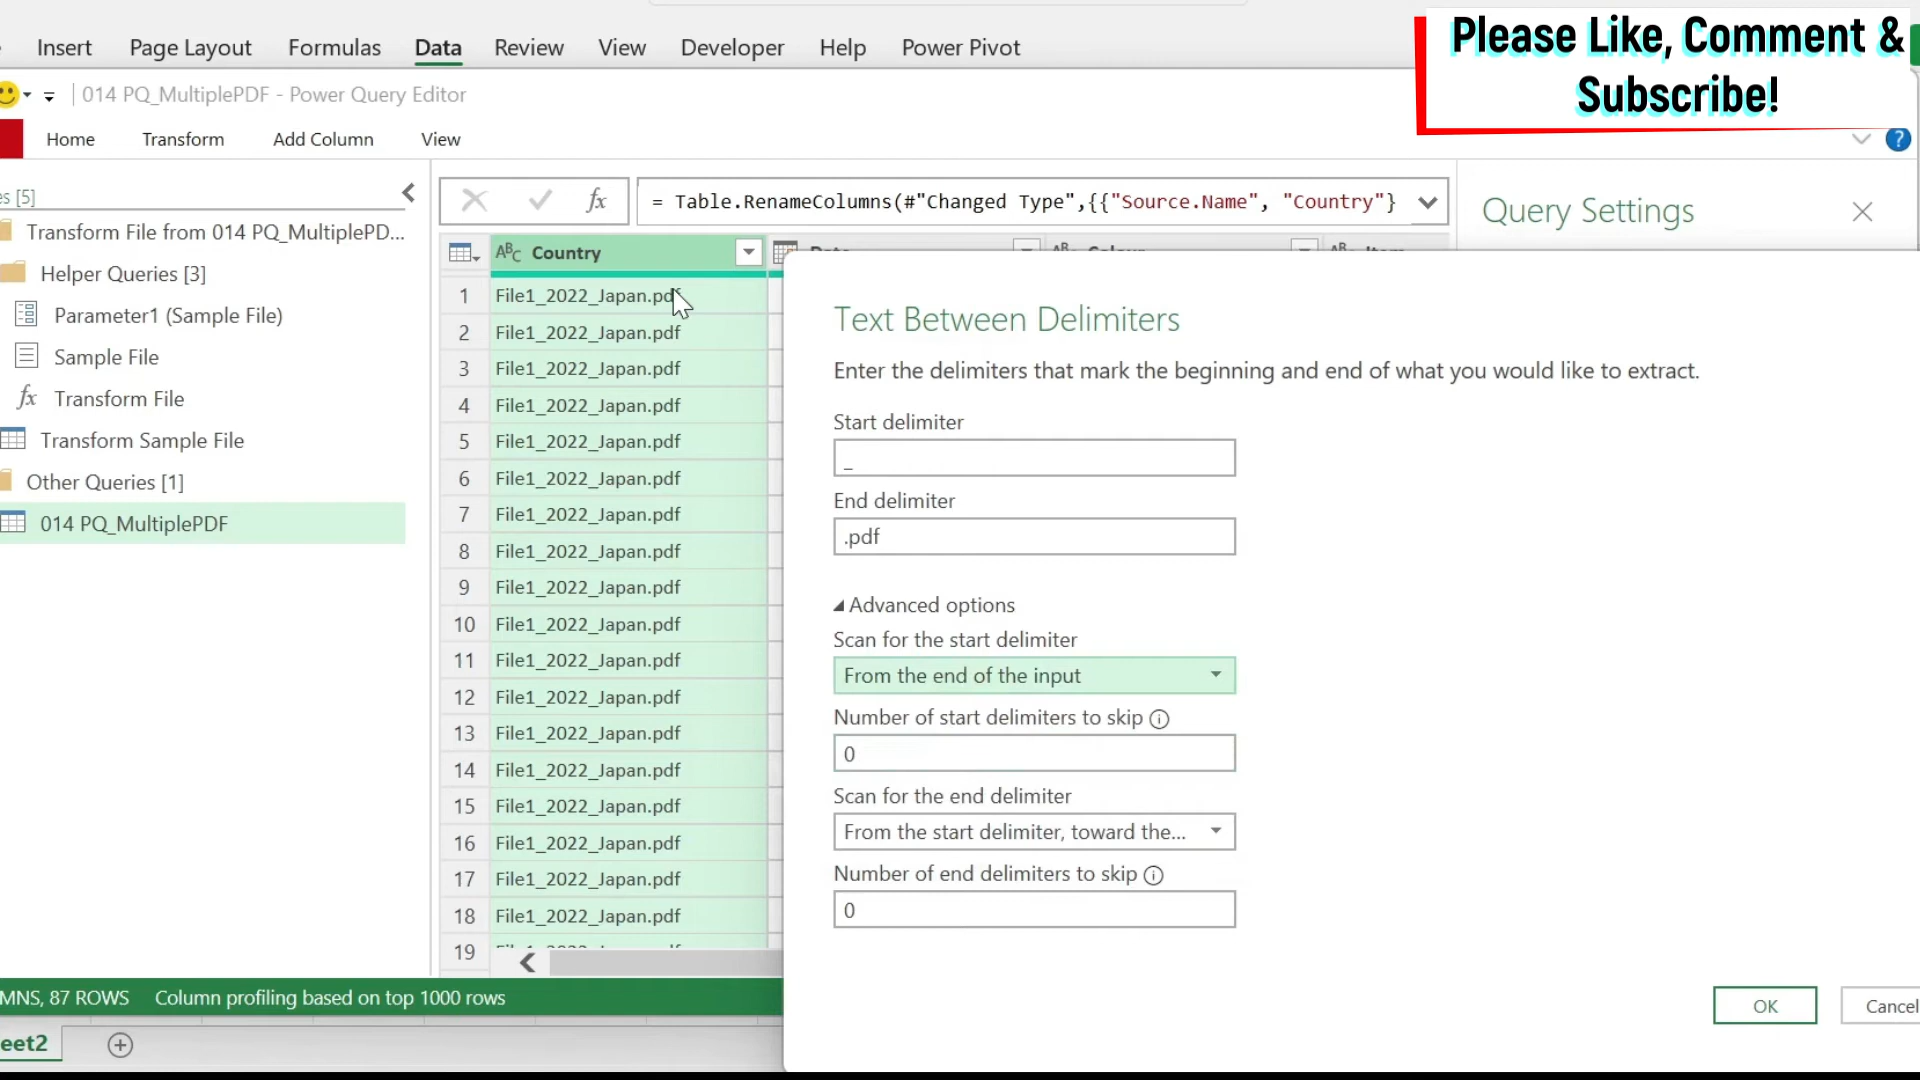 Please Like, Comment &
Subscribe!
Insert Page Layout Formulas Data Review View Developer Help Power Pivot
014 PQ_MultiplePDF - Power Query Editor
Home Transform Add Column View
es [5]
Transform File from 014 PQ_MultiplePD...
Helper Queries [3]
Parameter1 (Sample File)
Sample File
fx Transform File
Transform Sample File
Other Queries [1]
014 PQ_MultiplePDF
fx = Table.RenameColumns(#"Changed Type",{{"Source.Name", "Country"}
Query Settings
ABC Country
1 File1_2022_Japan.pdf
2 File1_2022_Japan.pdf
3 File1_2022_Japan.pdf
4 File1_2022_Japan.pdf
5 File1_2022_Japan.pdf
6 File1_2022_Japan.pdf
7 File1_2022_Japan.pdf
8 File1_2022_Japan.pdf
9 File1_2022_Japan.pdf
10 File1_2022_Japan.pdf
11 File1_2022_Japan.pdf
12 File1_2022_Japan.pdf
13 File1_2022_Japan.pdf
14 File1_2022_Japan.pdf
15 File1_2022_Japan.pdf
16 File1_2022_Japan.pdf
17 File1_2022_Japan.pdf
18 File1_2022_Japan.pdf
19
Text Between Delimiters
Enter the delimiters that mark the beginning and end of what you would like to extract.
Start delimiter
_
End delimiter
.pdf
Advanced options
Scan for the start delimiter
From the end of the input
Number of start delimiters to skip
0
Scan for the end delimiter
From the start delimiter, toward the...
Number of end delimiters to skip
0
OK Cancel
MNS, 87 ROWS Column profiling based on top 1000 rows
eet2